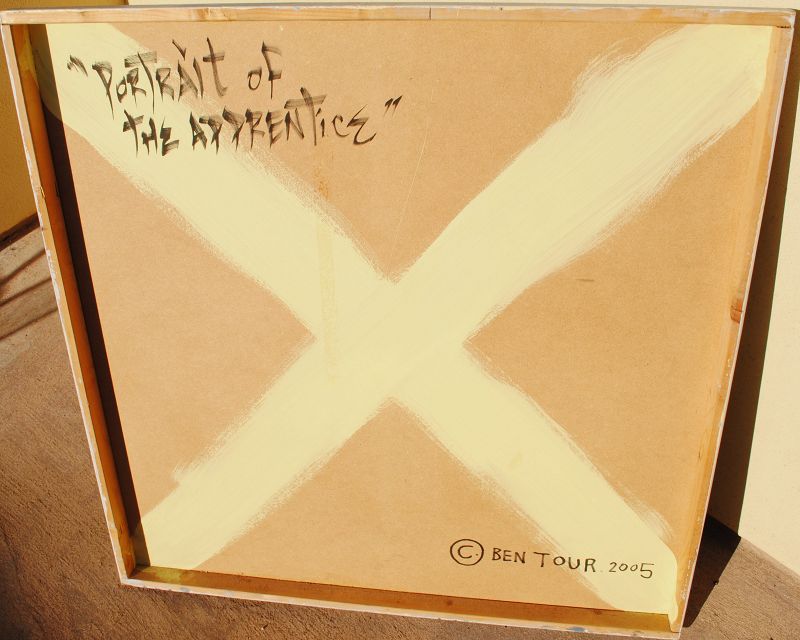 "PORTRAIT OF
THE APPRENTICE"
© BEN TOUR. 2005